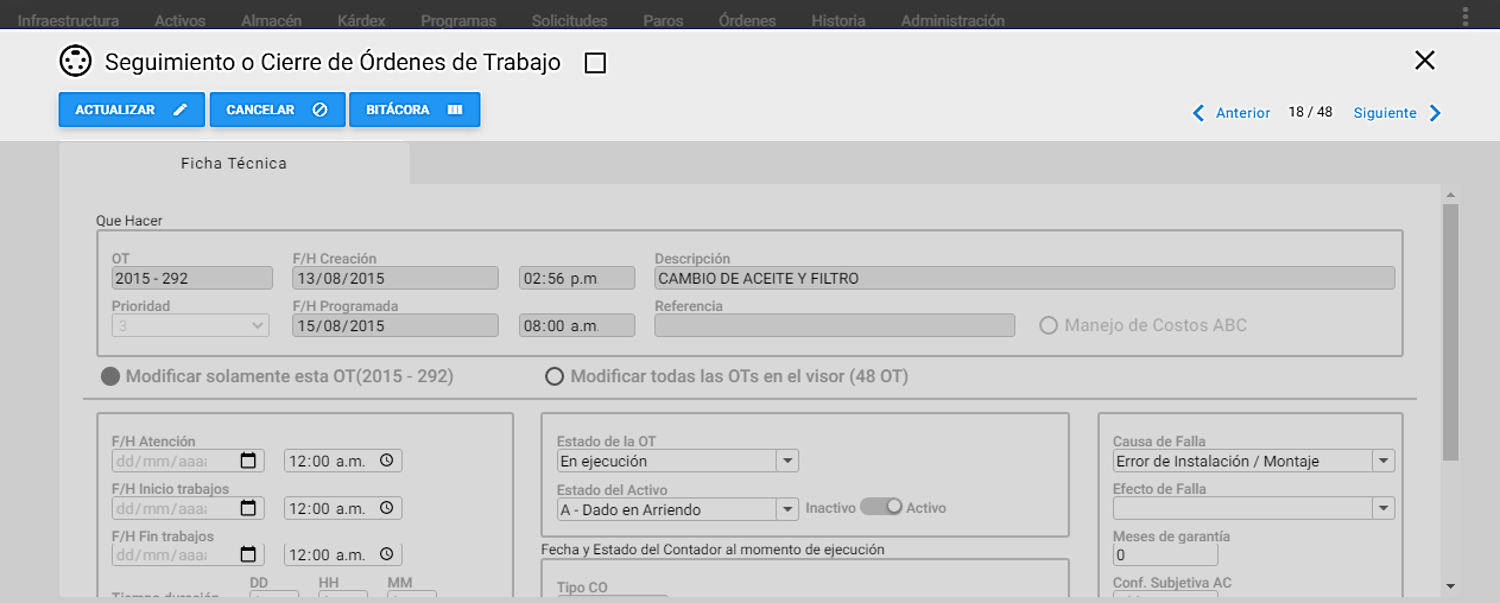 Infraestructura Activos Almacén Kárdex Programas Solicitudes Paros Órdenes Historia Administración
Seguimiento o Cierre de Órdenes de Trabajo
ACTUALIZAR CANCELAR BITÁCORA
Anterior 18 / 48 Siguiente
Ficha Técnica
Que Hacer
OT F/H Creación Descripción
2015 - 292 13/08/2015 02:56 p.m CAMBIO DE ACEITE Y FILTRO
Prioridad F/H Programada Referencia
3 15/08/2015 08:00 a.m. Manejo de Costos ABC
Modificar solamente esta OT(2015 - 292) Modificar todas las OTs en el visor (48 OT)
F/H Atención Estado de la OT Causa de Falla
dd/mm/aaa 12:00 a.m. En ejecución Error de Instalación / Montaje
F/H Inicio trabajos Estado del Activo Efecto de Falla
dd/mm/aaa 12:00 a.m. A - Dado en Arriendo Inactivo Activo
F/H Fin trabajos Fecha y Estado del Contador al momento de ejecución Meses de garantía
dd/mm/aaa 12:00 a.m. 0
DD HH MM Tipo CO Conf. Subjetiva AC
Tiempo duración